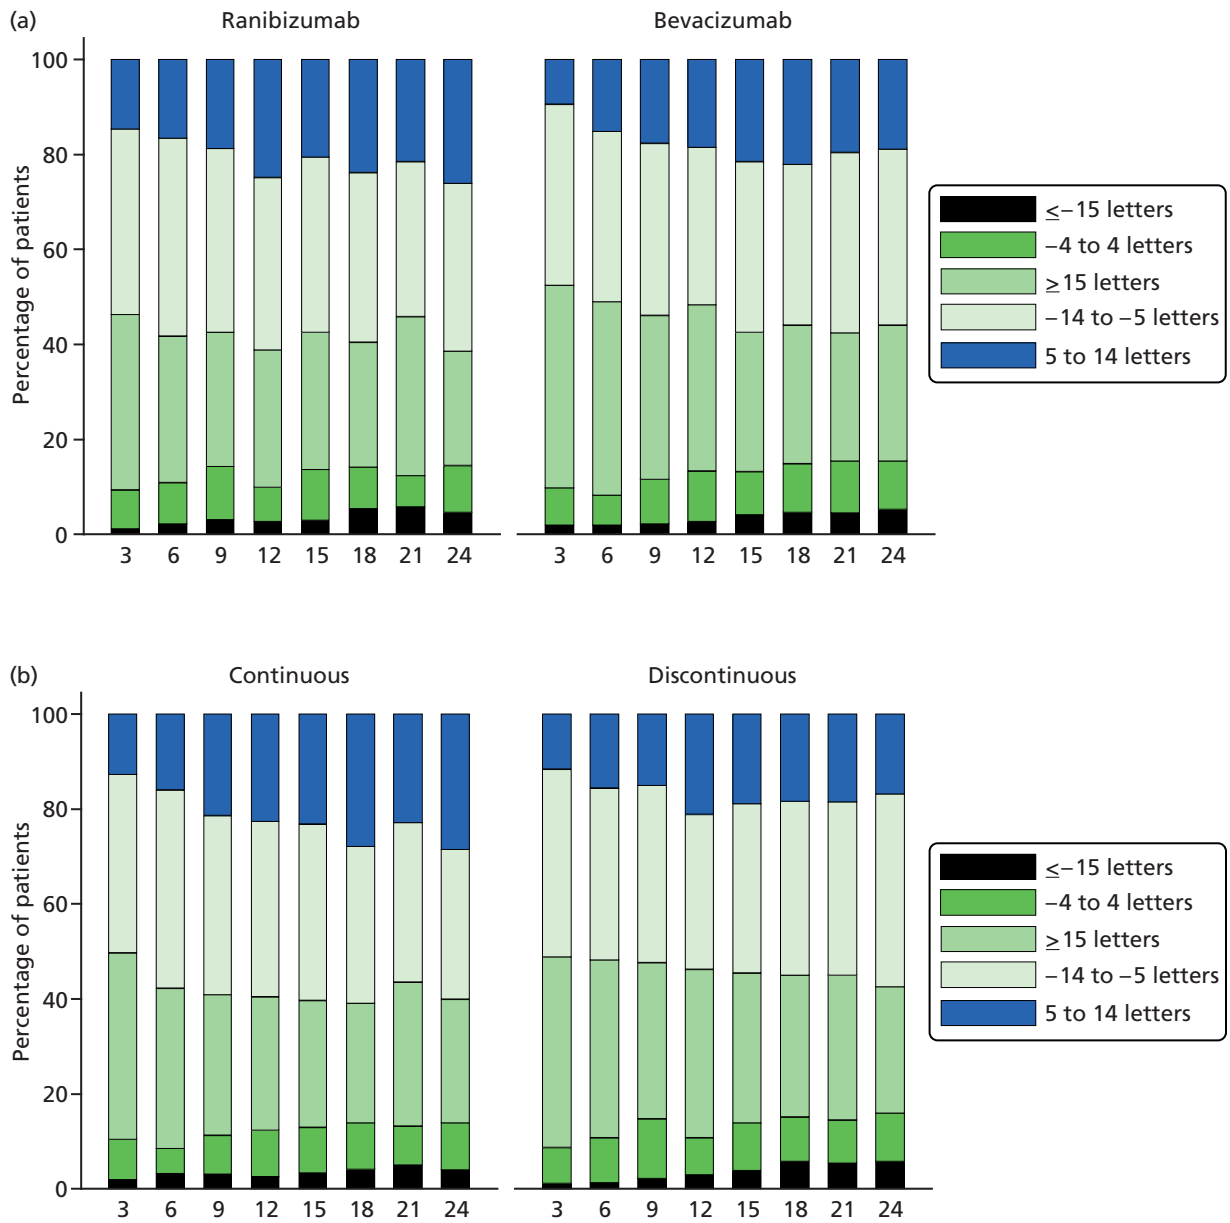 (a)
Ranibizumab
Bevacizumab
Percentage of patients
100
80
60
40
20
0
3 6 9 12 15 18 21 24
3 6 9 12 15 18 21 24
≤–15 letters
–4 to 4 letters
≥15 letters
–14 to –5 letters
5 to 14 letters
(b)
Continuous
Discontinuous
Percentage of patients
100
80
60
40
20
0
3 6 9 12 15 18 21 24
3 6 9 12 15 18 21 24
≤–15 letters
–4 to 4 letters
≥15 letters
–14 to –5 letters
5 to 14 letters